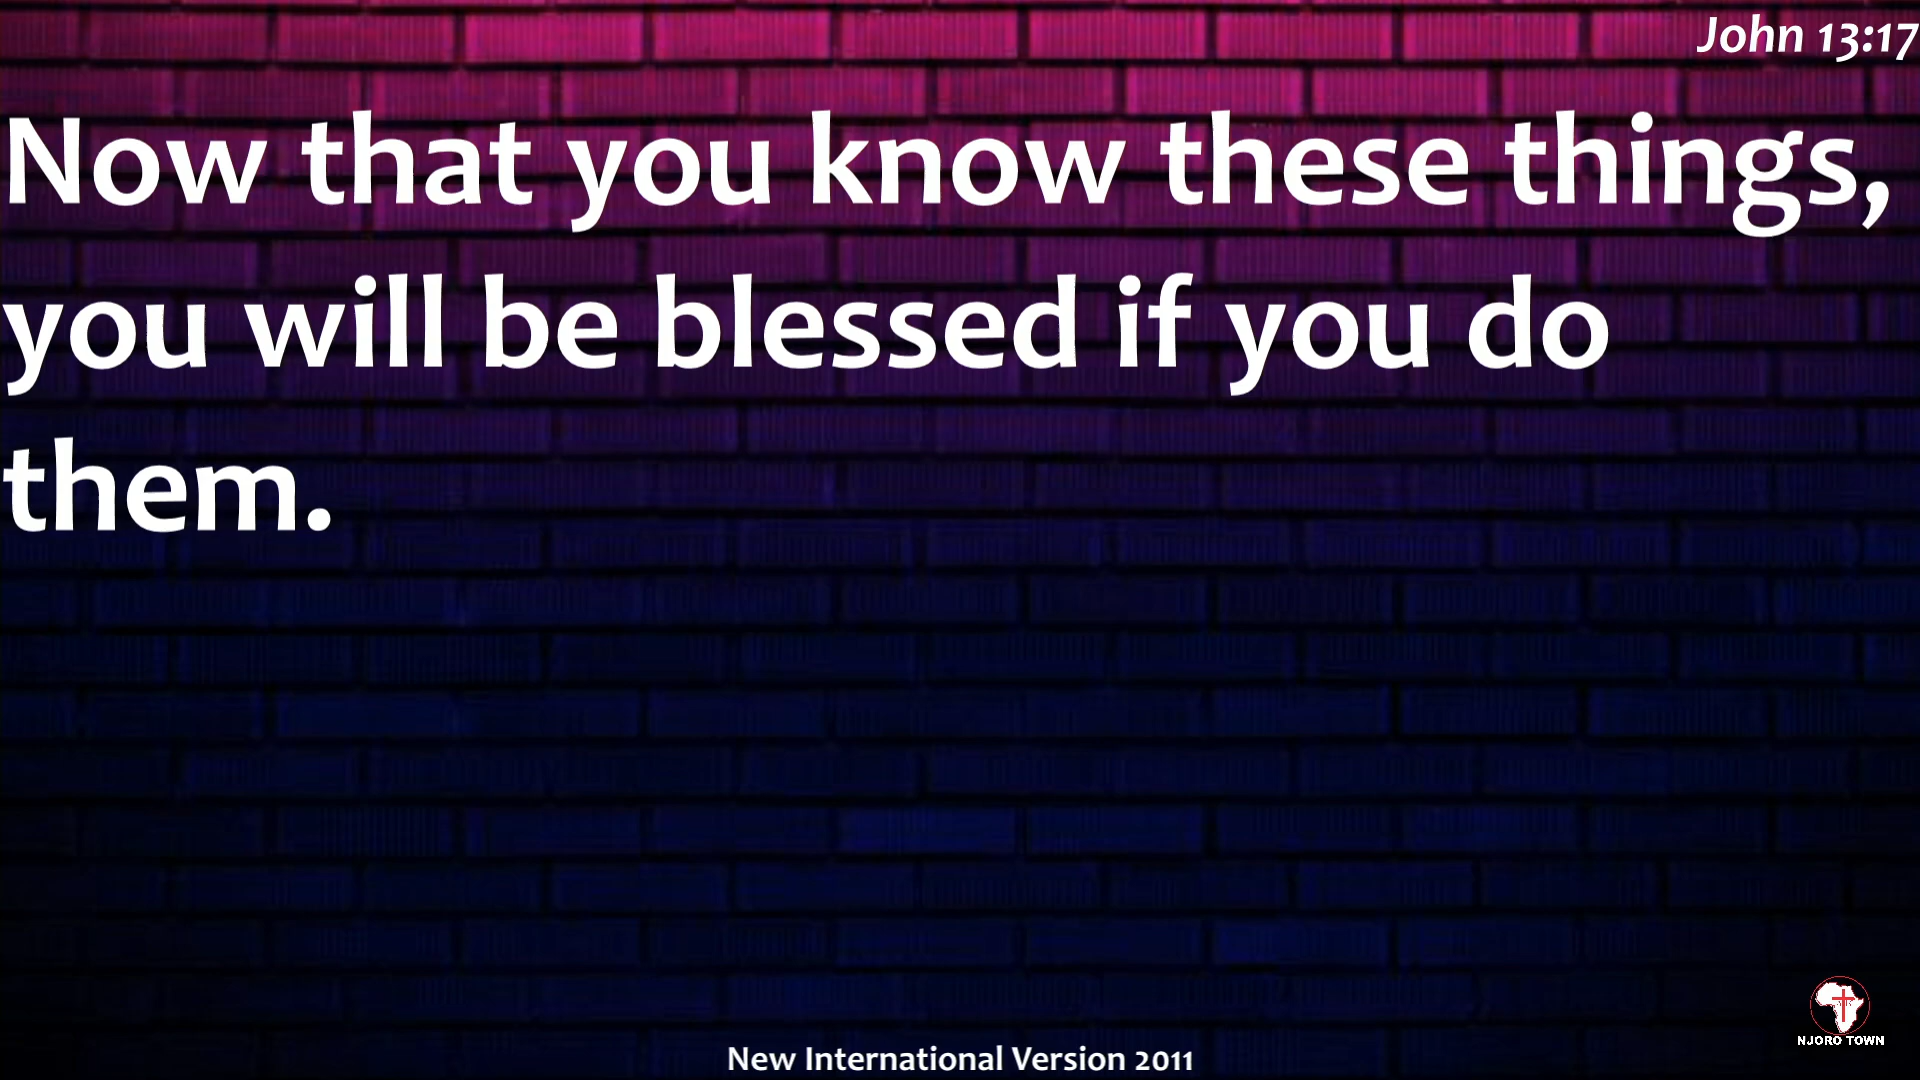 John 13:17
Now that you know these things,
you will be blessed if you do
them.
NJORO TOWN
New International Version 2011